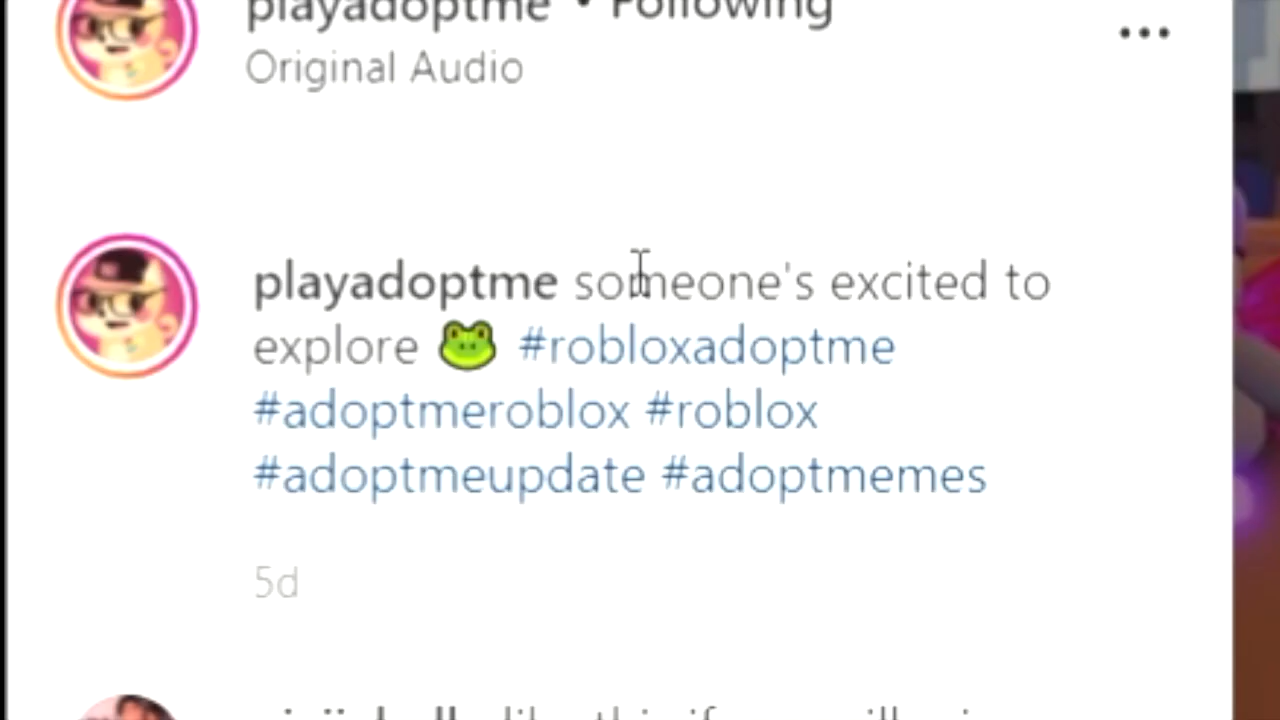 playadoptme • Following
Original Audio
playadoptme someone's excited to
explore 🐸 #robloxadoptme
#adoptmeroblox #roblox
#adoptmeupdate #adoptmemes
5d